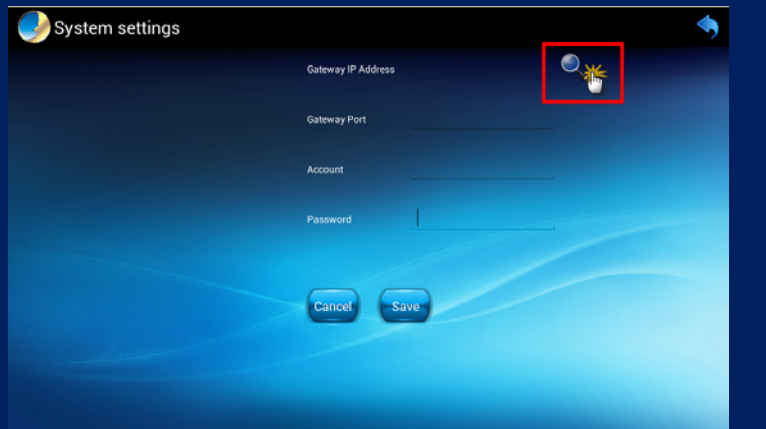 System settings
Gateway IP Address
Gateway Port
Account
Password
Cancel Save